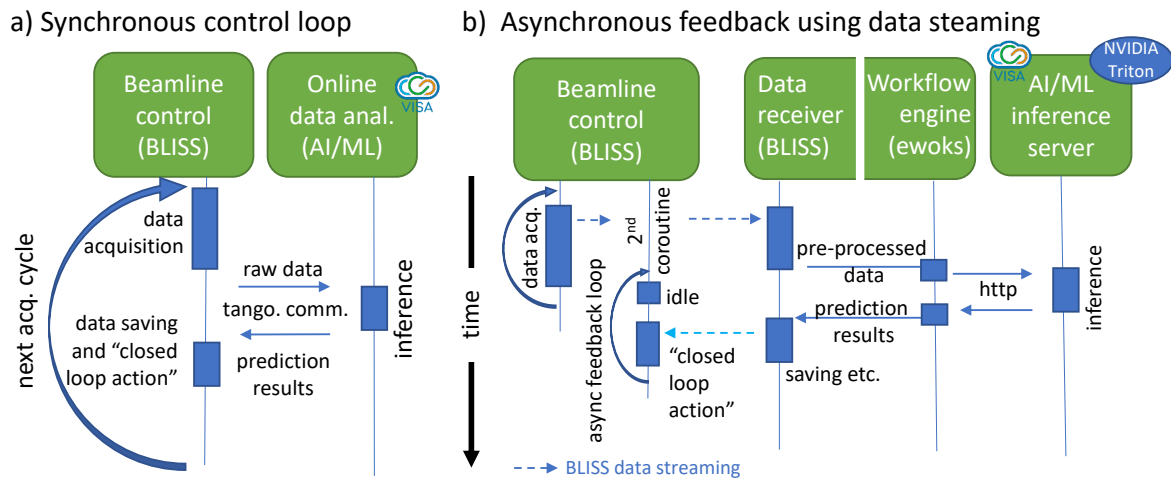 a) Synchronous control loop
Beamline
control
(BLISS)
Online
data anal.
(AI/ML)
VISA
next acq. cycle
data
acquisition
raw data
tango. comm.
inference
data saving
and “closed
loop action”
prediction
results
b) Asynchronous feedback using data streaming
Beamline
control
(BLISS)
Data
receiver
(BLISS)
Workflow
engine
(ewoks)
VISA
NVIDIA
Triton
AI/ML
inference
server
time
data acq.
2nd
coroutine
pre-processed
data
http
inference
async feedback loop
idle
prediction
results
“closed
loop
action”
saving etc.
BLISS data streaming